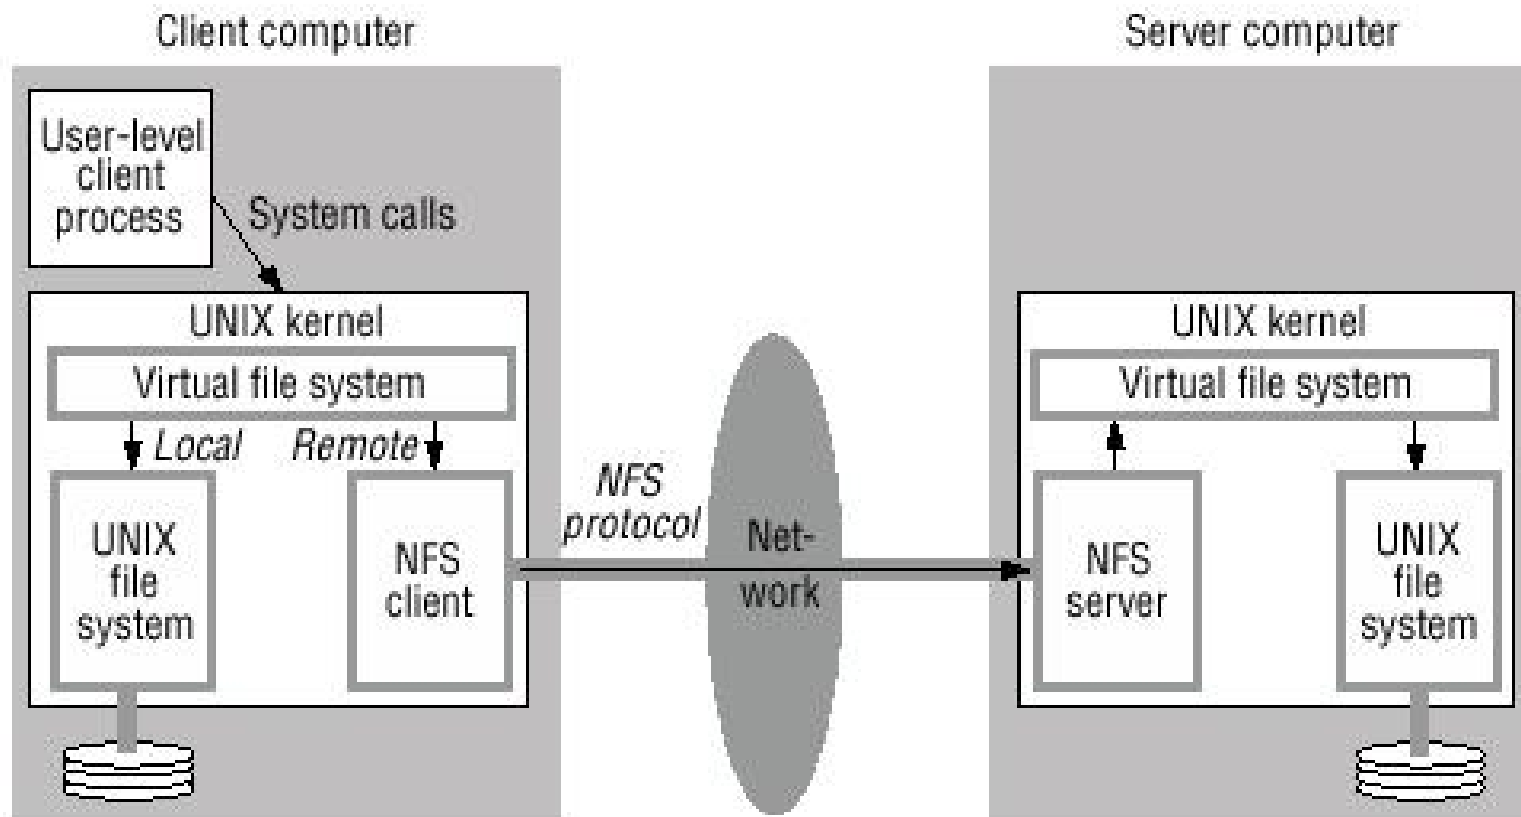 Client computer
Server computer
User-level
client
process
System calls
UNIX kernel
Virtual file system
Local
Remote
UNIX
file
system
NFS
client
NFS
protocol
Net-
work
UNIX kernel
Virtual file system
NFS
server
UNIX
file
system